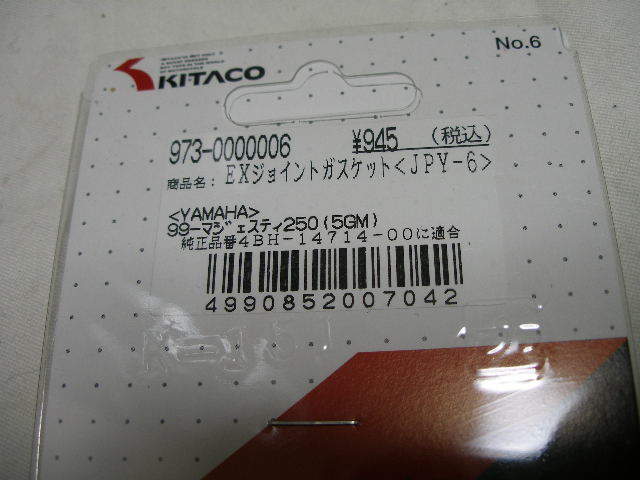 No.6
KITACO
973-0000006 ¥945 (税込)
商品名: EXジョイントガスケット<JPY-6>
<YAMAHA>
99-マジェスティ250(5GM)
純正品番4BH-14714-00に適合
4990852007042